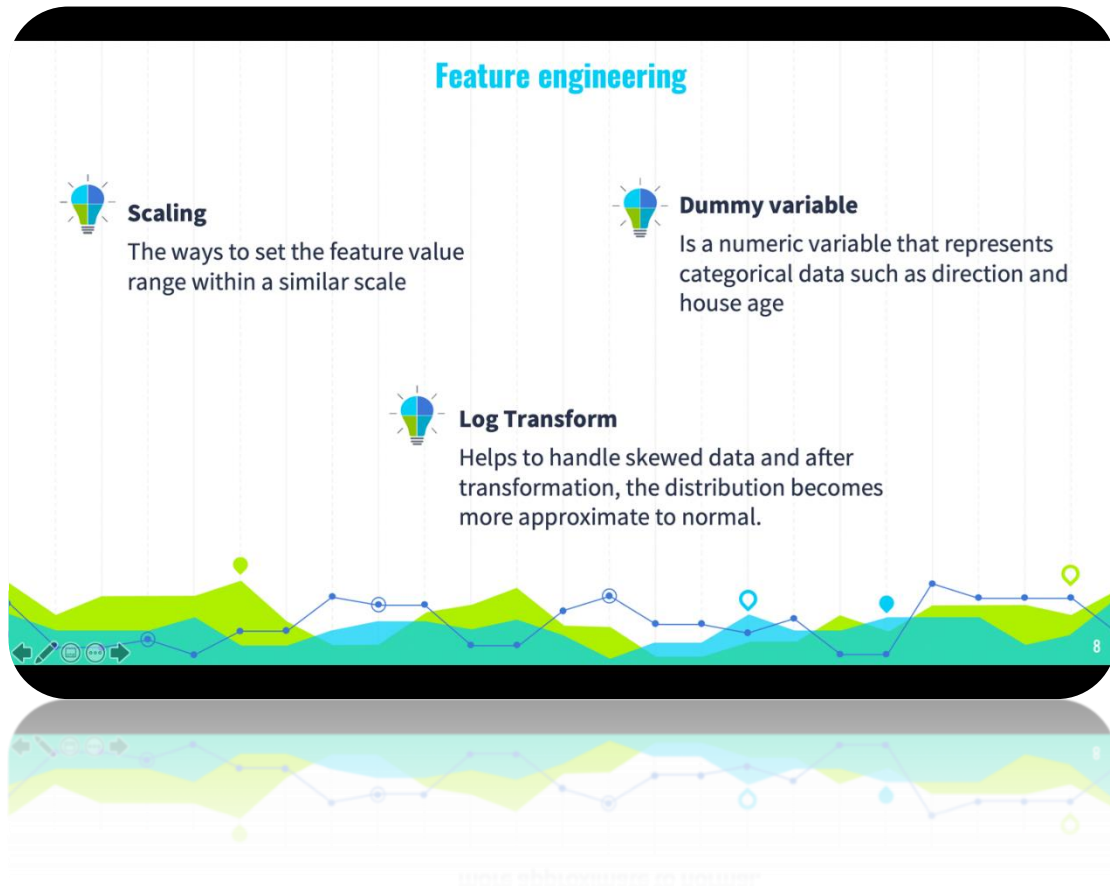 Feature engineering
Scaling
The ways to set the feature value
range within a similar scale
Dummy variable
Is a numeric variable that represents
categorical data such as direction and
house age
Log Transform
Helps to handle skewed data and after
transformation, the distribution becomes
more approximate to normal.
8